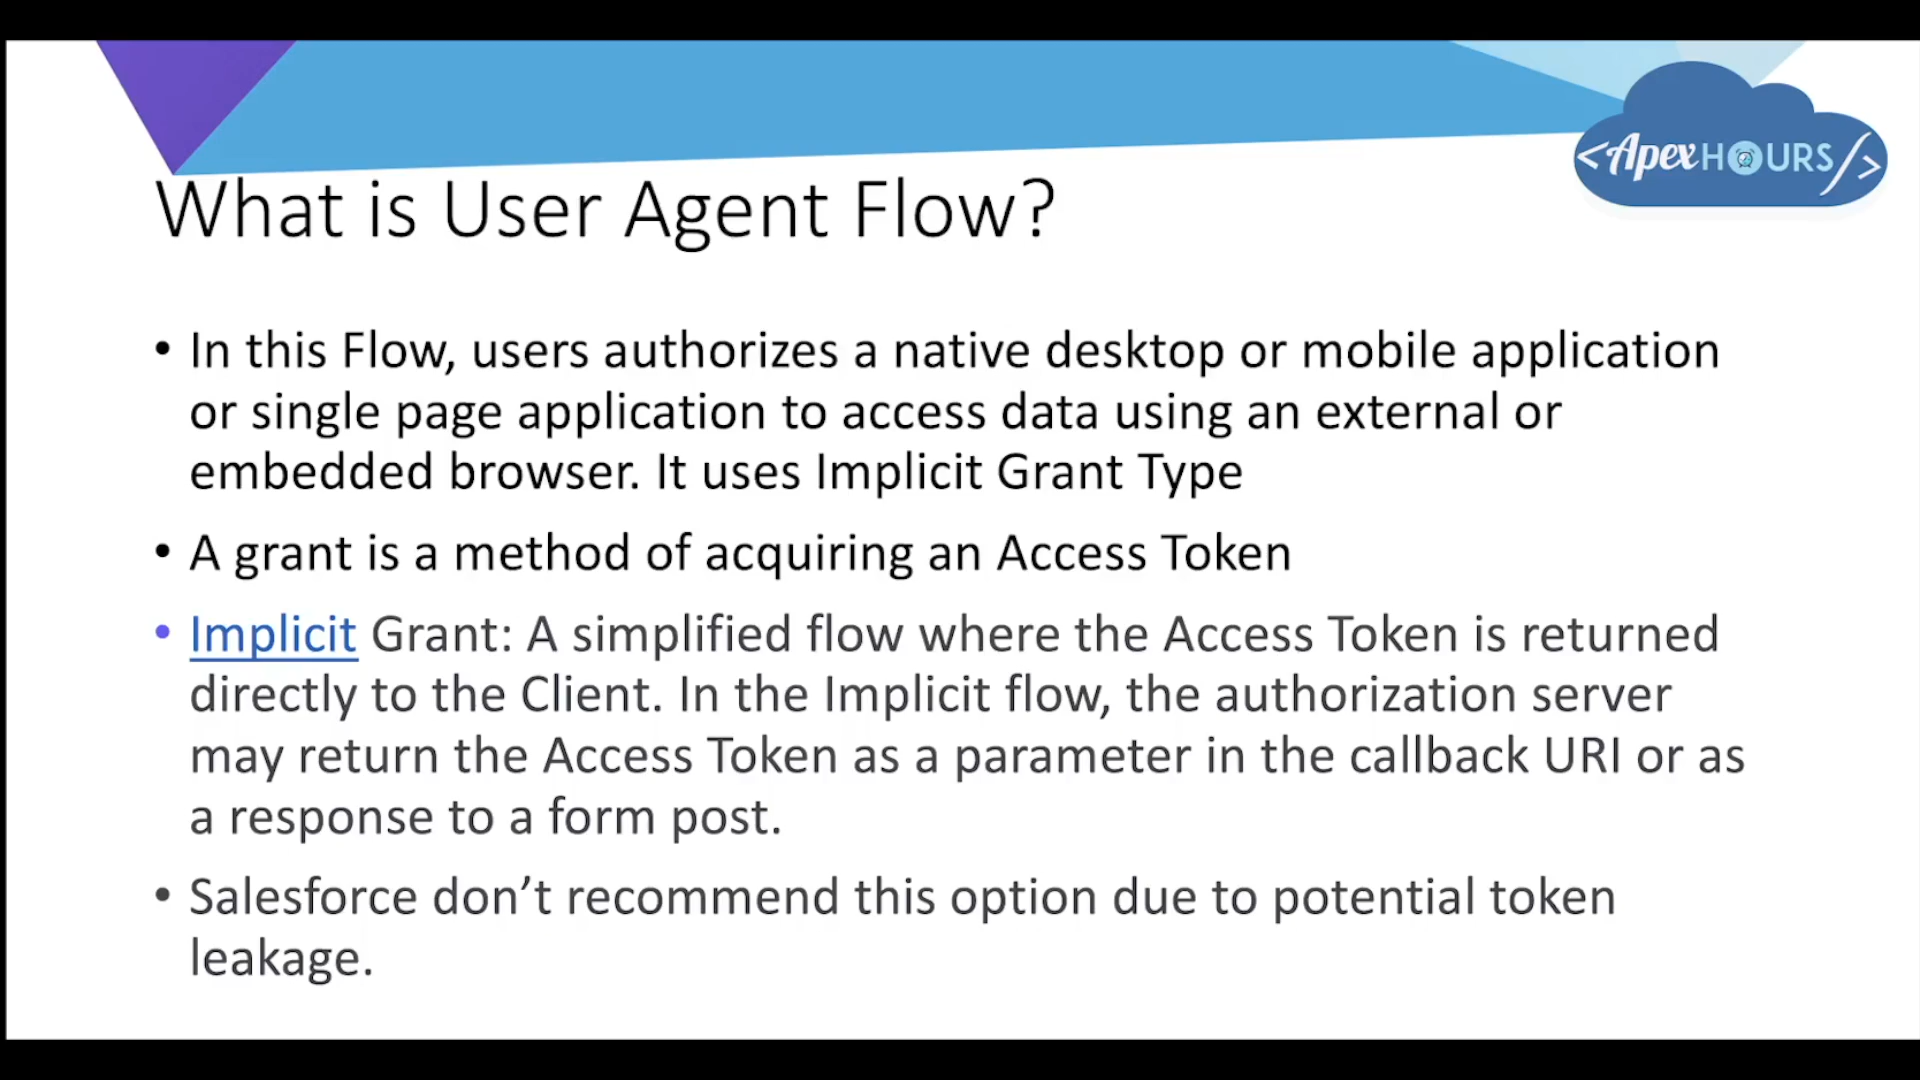 <ApexHOURS/>
What is User Agent Flow?
• In this Flow, users authorizes a native desktop or mobile application
or single page application to access data using an external or
embedded browser. It uses Implicit Grant Type
• A grant is a method of acquiring an Access Token
• Implicit Grant: A simplified flow where the Access Token is returned
directly to the Client. In the Implicit flow, the authorization server
may return the Access Token as a parameter in the callback URI or as
a response to a form post.
• Salesforce don’t recommend this option due to potential token
leakage.